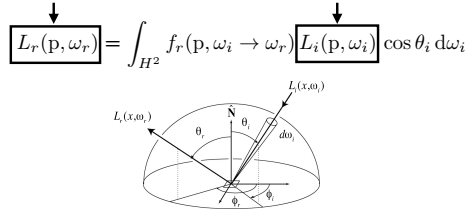 L_r(p, ω_r) = ∫_{H^2} f_r(p, ω_i → ω_r) L_i(p, ω_i) cos θ_i dω_i
L_i(x,ω_i)
L_r(x,ω_r)
N̂
θ_r
θ_i
dω_i
ϕ_r
ϕ_i